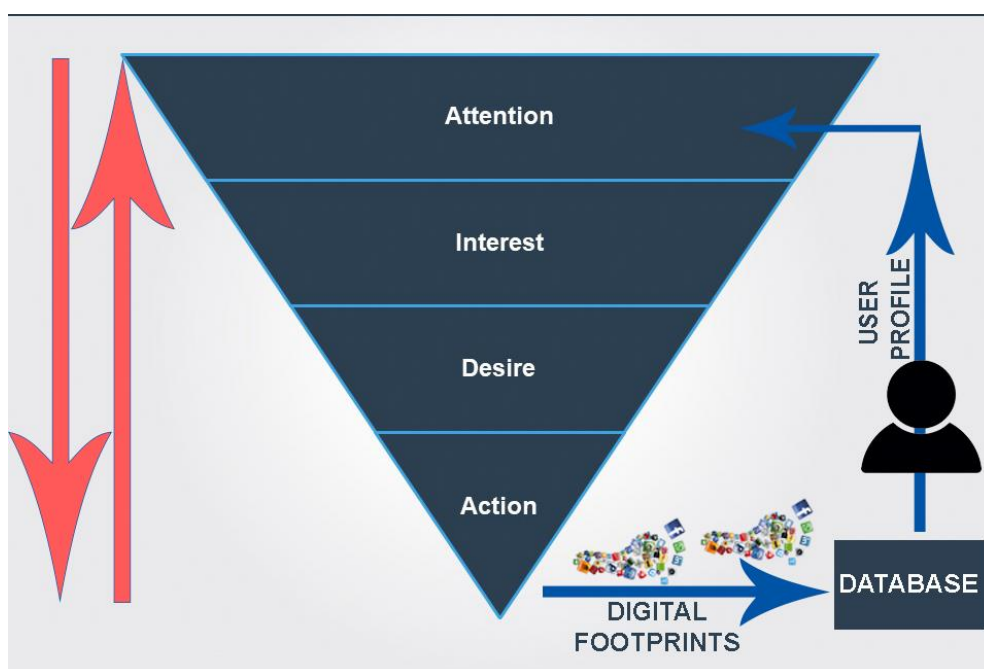 Attention
Interest
Desire
Action
DIGITAL
FOOTPRINTS
DATABASE
USER
PROFILE